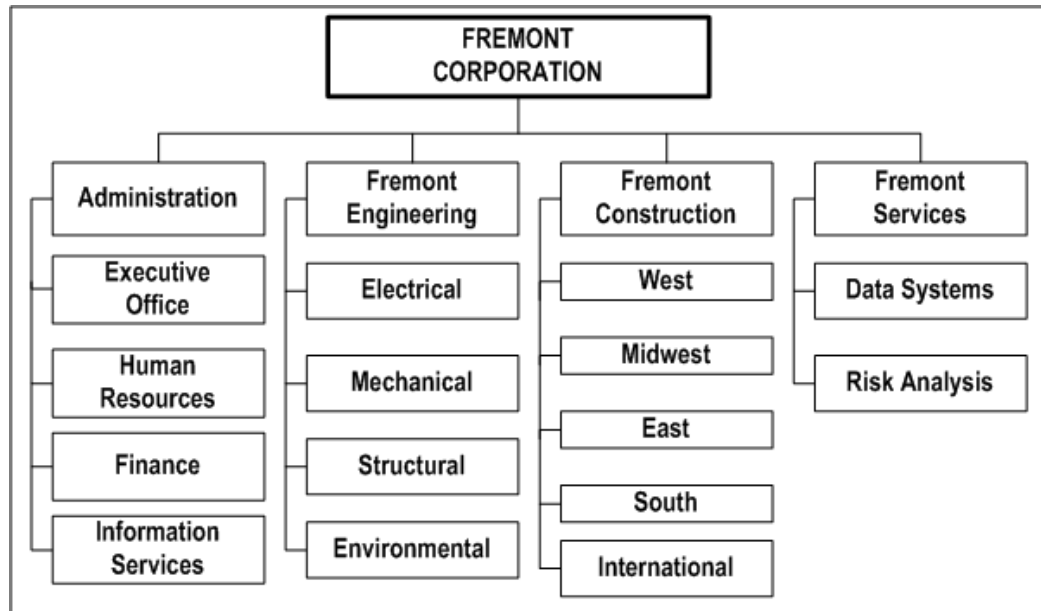 FREMONT
CORPORATION
Administration
Executive
Office
Human
Resources
Finance
Information
Services
Fremont
Engineering
Electrical
Mechanical
Structural
Environmental
Fremont
Construction
West
Midwest
East
South
International
Fremont
Services
Data Systems
Risk Analysis